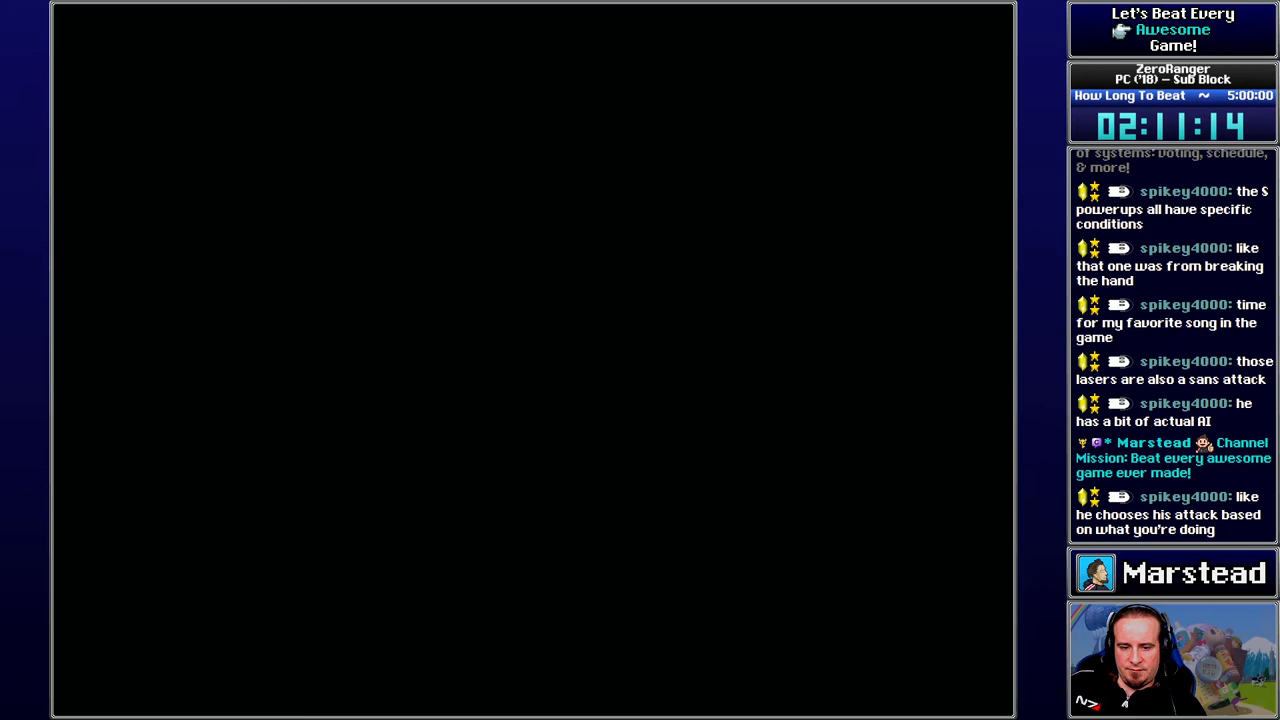 Let's Beat Every
Awesome
Game!
ZeroRanger
PC ('18) – Sub Block
How Long To Beat ~ 5:00:00
02:11:14
of systems: voting, schedule,
& more!
spikey4000: the S
powerups all have specific
conditions
spikey4000: like
that one was from breaking
the hand
spikey4000: time
for my favorite song in the
game
spikey4000: those
lasers are also a sans attack
spikey4000: he
has a bit of actual AI
* Marstead Channel
Mission: Beat every awesome
game ever made!
spikey4000: like
he chooses his attack based
on what you're doing
Marstead